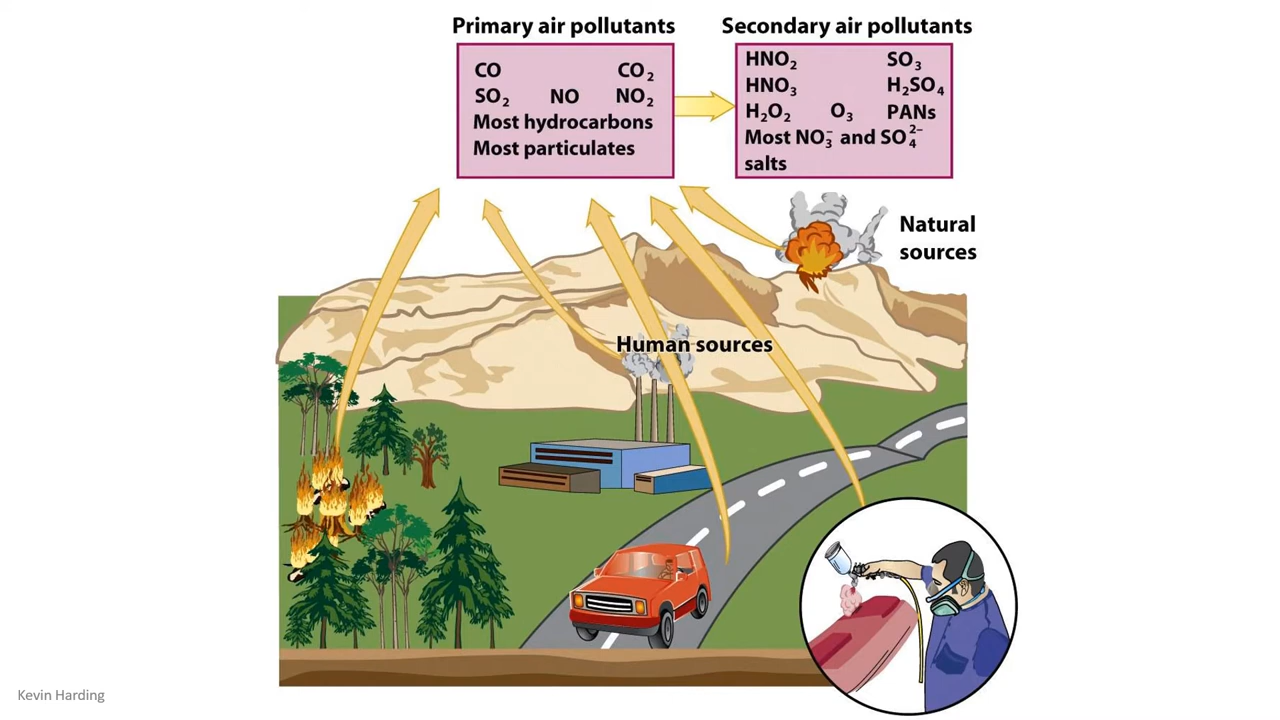 Primary air pollutants
CO CO₂
SO₂ NO NO₂
Most hydrocarbons
Most particulates
Secondary air pollutants
HNO₂ SO₃
HNO₃ H₂SO₄
H₂O₂ O₃ PANs
Most NO₃⁻ and SO₄²⁻
salts
Natural
sources
Human sources
Kevin Harding